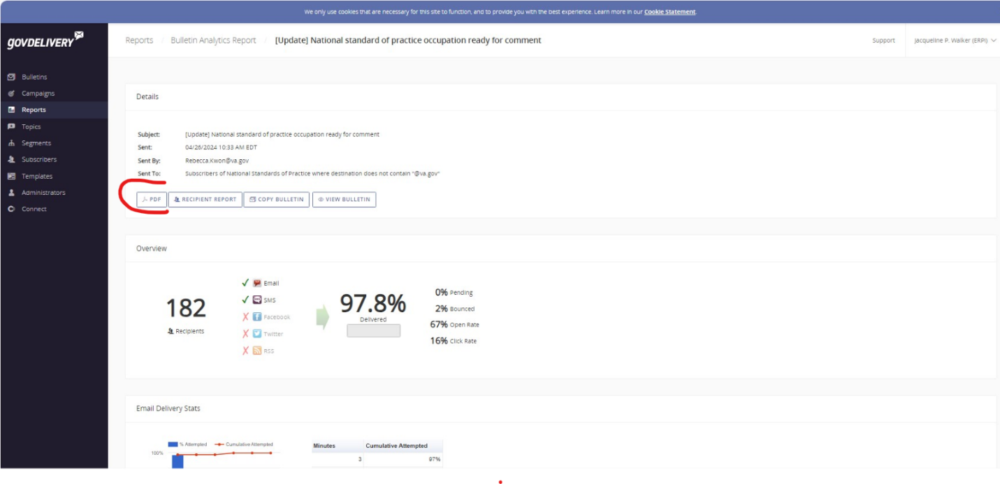 We only use cookies that are necessary for this site to function, and to provide you with the best experience. Learn more in our Cookie Statement.
GOVDELIVERY
Reports / Bulletin Analytics Report / [Update] National standard of practice occupation ready for comment
Support
Jacqueline P. Walker (ERPi)
Bulletins
Campaigns
Reports
Topics
Segments
Subscribers
Templates
Administrators
Connect
Details
Subject: [Update] National standard of practice occupation ready for comment
Sent: 04/26/2024 10:33 AM EDT
Sent By: Rebecca.Kwon@va.gov
Sent To: Subscribers of National Standards of Practice where destination does not contain "@va.gov"
PDF
RECIPIENT REPORT
COPY BULLETIN
VIEW BULLETIN
Overview
182
Recipients
Email
SMS
Facebook
Twitter
RSS
97.8%
Delivered
0% Pending
2% Bounced
67% Open Rate
16% Click Rate
Email Delivery Stats
% Attempted
Cumulative Attempted
100%
Minutes Cumulative Attempted
3 97%